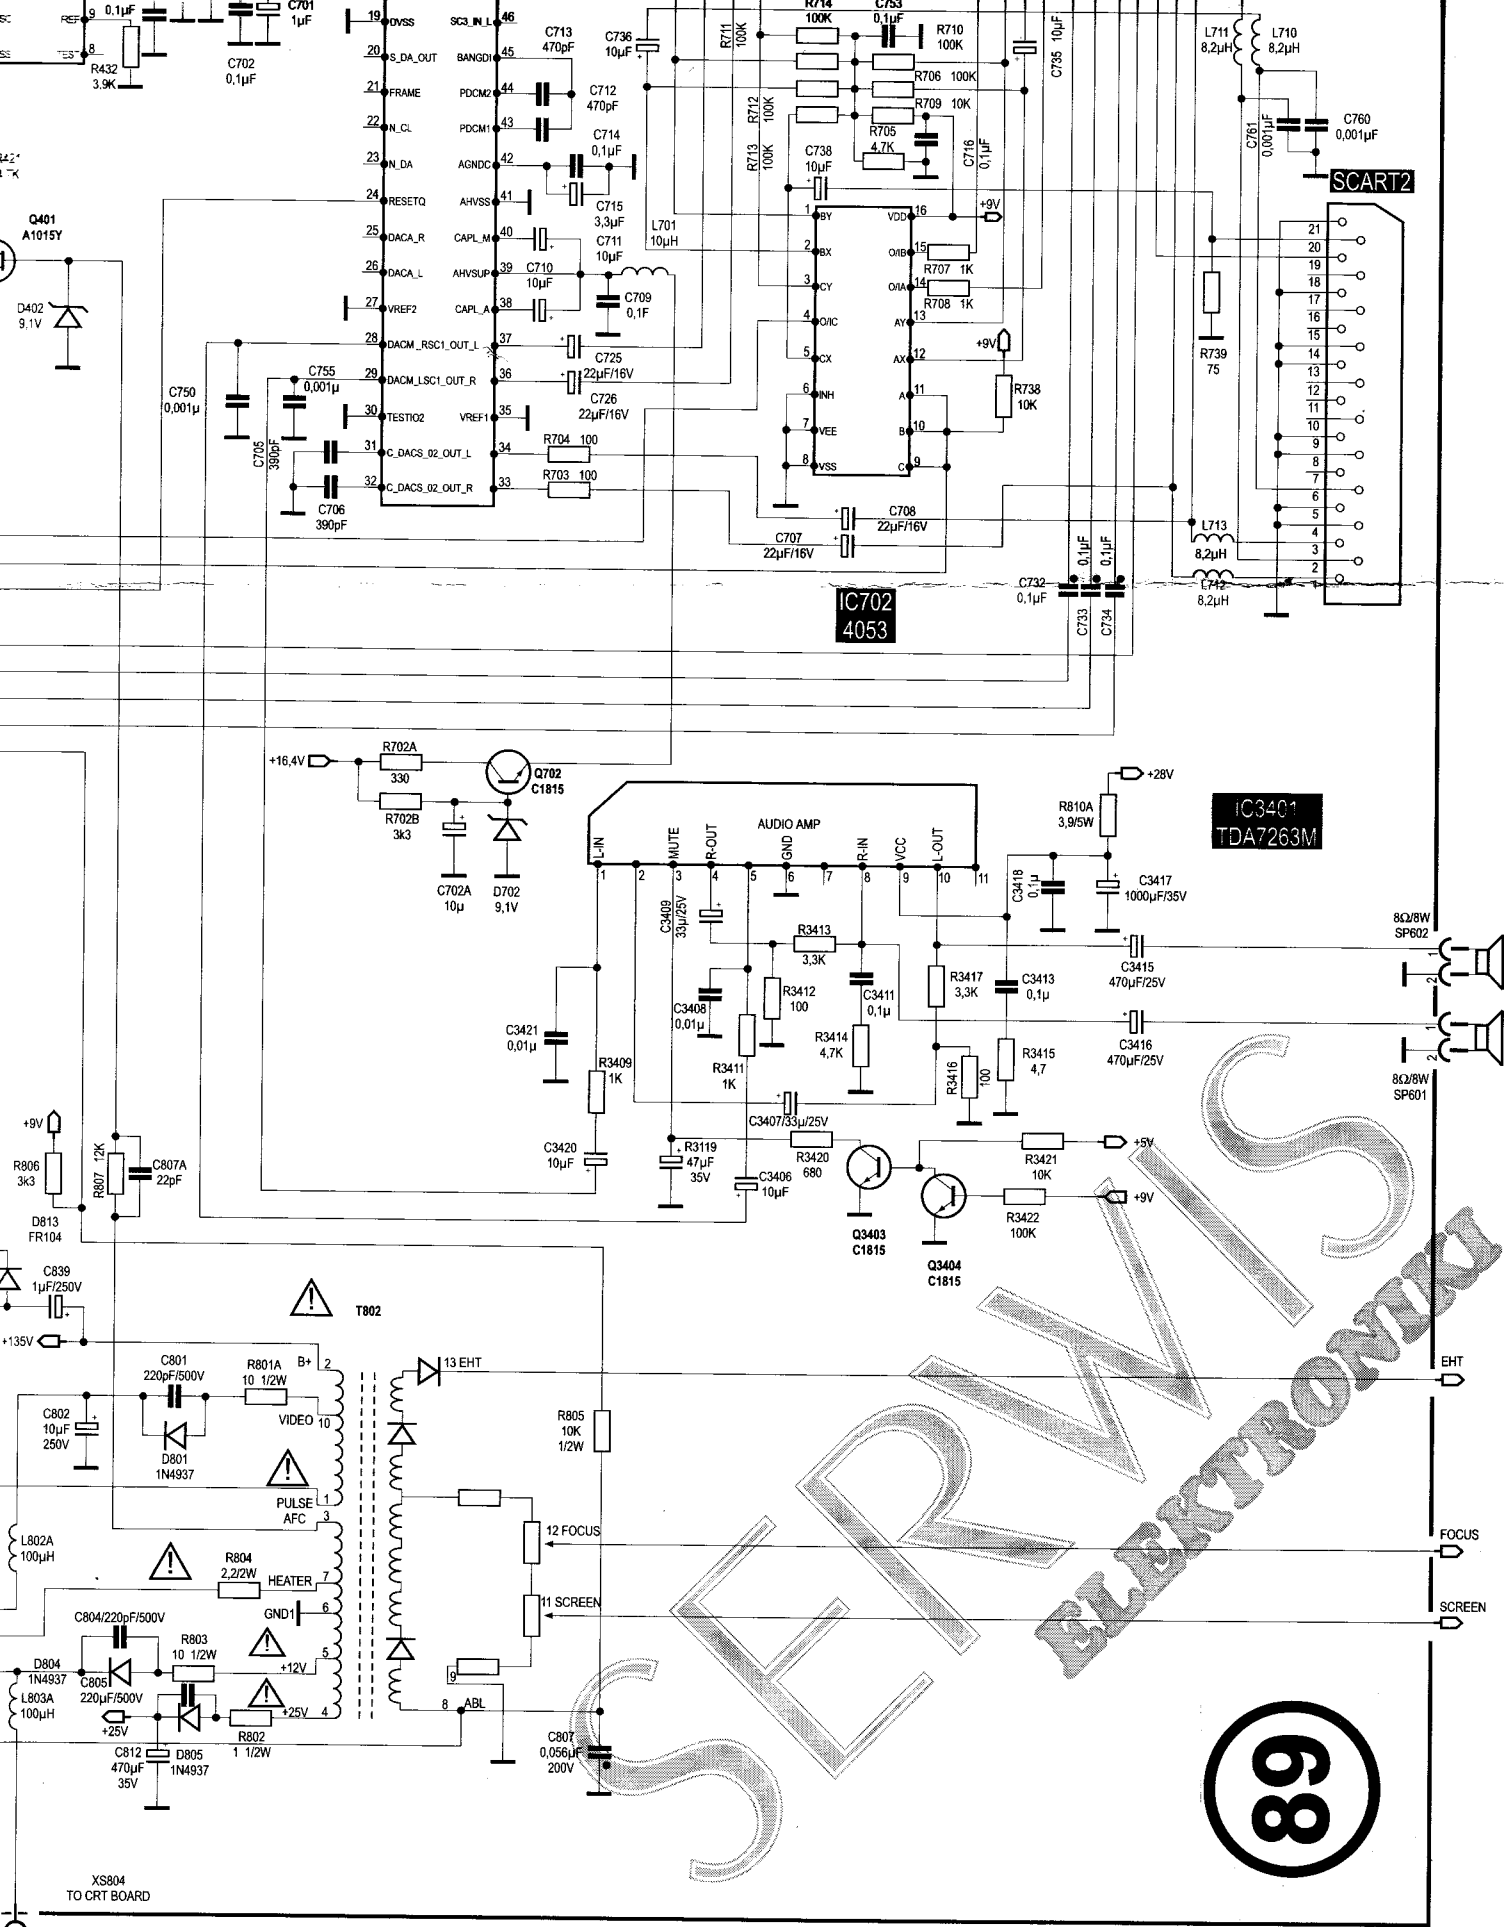 0,1µF
REF
9
8
R432
3.9K
C702
0,1µF
C701
1µF
19
DVSS
20
S_DA_OUT
21
FRAME
22
N_CL
23
N_DA
24
RESETQ
25
DACA_R
26
DACA_L
27
VREF2
28
DACM_RSC1_OUT_L
29
DACM_LSC1_OUT_R
30
TESTIO2
31
C_DACS_02_OUT_L
32
C_DACS_02_OUT_R
SC3_IN_L
46
BANGDI
45
PDCM2
44
PDCM1
43
AGNDC
42
AHVSS
41
CAPL_M
40
AHVSUP
39
CAPL_A
38
37
36
VREF1
35
34
33
C713
470pF
C712
470pF
C714
0,1µF
C715
3,3µF
C711
10µF
C710
10µF
C709
0,1F
L701
10µH
C725
22µF/16V
C726
22µF/16V
R704 100
R703 100
Q401
A1015Y
D402
9,1V
C750
0,001µ
C755
0,001µ
C705
390pF
C706
390pF
C736
10µF
R711
100K
R712
100K
R713
100K
R714
100K
C753
0,1µF
R710
100K
R706 100K
R709 10K
R705
4,7K
C738
10µF
C716
0,1µF
C735 10µF
1
BY
2
BX
3
CY
4
O/IC
5
CX
6
INH
7
VEE
8
VSS
VDD
16
O/IB
15
O/IA
14
AY
13
AX
12
A
11
B
10
C
9
+9V
R707 1K
R708 1K
+9V
R738
10K
C708
22µF/16V
C707
22µF/16V
IC702
4053
L711
8,2µH
L710
8,2µH
C761
0,001µF
C760
0,001µF
SCART2
R739
75
21
20
19
18
17
16
15
14
13
12
11
10
9
8
7
6
5
4
3
2
1
L713
8,2µH
L712
8,2µH
C732
0,1µF
C733
0,1µF
C734
0,1µF
+16,4V
R702A
330
R702B
3k3
Q702
C1815
C702A
10µ
D702
9,1V
AUDIO AMP
L-IN
MUTE
R-OUT
GND
R-IN
VCC
L-OUT
1
2
3
4
5
6
7
8
9
10
11
IC3401
TDA7263M
+28V
R810A
3,9/5W
C3418
0,1µ
C3417
1000µF/35V
8Ω/8W
SP602
1
2
1
2
8Ω/8W
SP601
C3409
33µ/25V
R3413
3,3K
R3412
100
C3408
0,01µ
C3411
0,1µ
R3414
4,7K
R3411
1K
R3417
3,3K
C3413
0,1µ
R3416
100
R3415
4,7
C3415
470µF/25V
C3416
470µF/25V
C3421
0,01µ
R3409
1K
C3420
10µF
C3407/33µ/25V
R3119
47µF
35V
C3406
10µF
R3420
680
Q3403
C1815
Q3404
C1815
R3421
10K
+5V
R3422
100K
+9V
+9V
R806
3k3
R807 12K
C807A
22pF
D813
FR104
C839
1µF/250V
+135V
T802
C801
220pF/500V
R801A
10 1/2W
B+
2
C802
10µF
250V
D801
1N4937
VIDEO
10
PULSE
1
AFC
3
L802A
100µH
R804
2,2/2W
HEATER
7
GND1
6
C804/220pF/500V
R803
10 1/2W
+12V
5
D804
1N4937
C805
220µF/500V
L803A
100µH
+25V
+25V
4
R802
1 1/2W
C812
470µF
35V
D805
1N4937
13 EHT
12 FOCUS
11 SCREEN
9
8
ABL
R805
10K
1/2W
C807
0,056µF
200V
EHT
FOCUS
SCREEN
XS804
TO CRT BOARD
SERWIS
ELEKTRONIKI
89